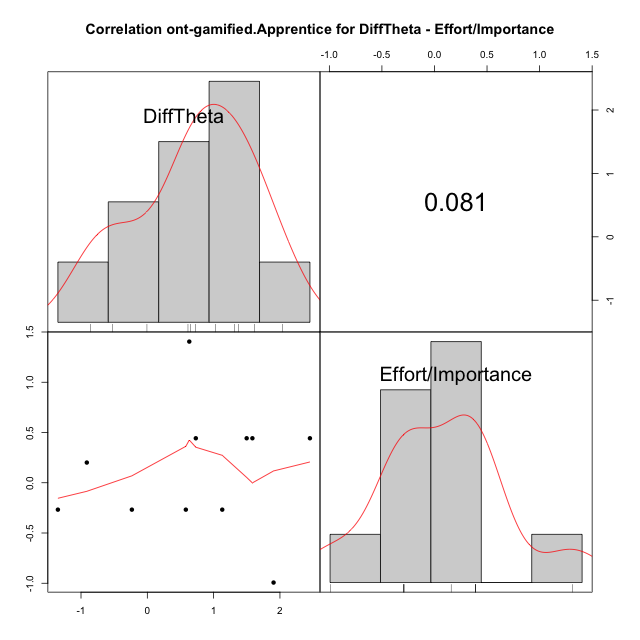 Correlation ont-gamified.Apprentice for DiffTheta - Effort/Importance
-1.0 -0.5 0.0 0.5 1.0 1.5
DiffTheta
0.081
2
1
0
-1
Effort/Importance
1.5
1.0
0.5
0.0
-0.5
-1.0
-1 0 1 2